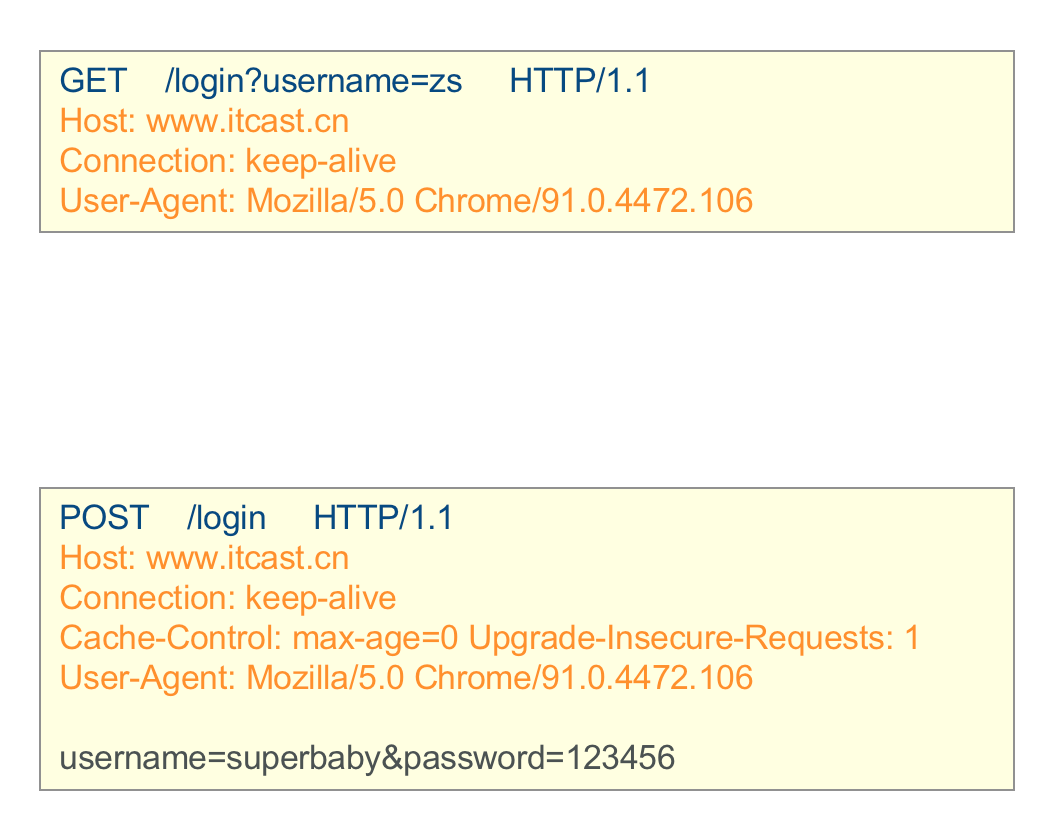 GET /login?username=zs HTTP/1.1
Host: www.itcast.cn
Connection: keep-alive
User-Agent: Mozilla/5.0 Chrome/91.0.4472.106
POST /login HTTP/1.1
Host: www.itcast.cn
Connection: keep-alive
Cache-Control: max-age=0 Upgrade-Insecure-Requests: 1
User-Agent: Mozilla/5.0 Chrome/91.0.4472.106
username=superbaby&password=123456